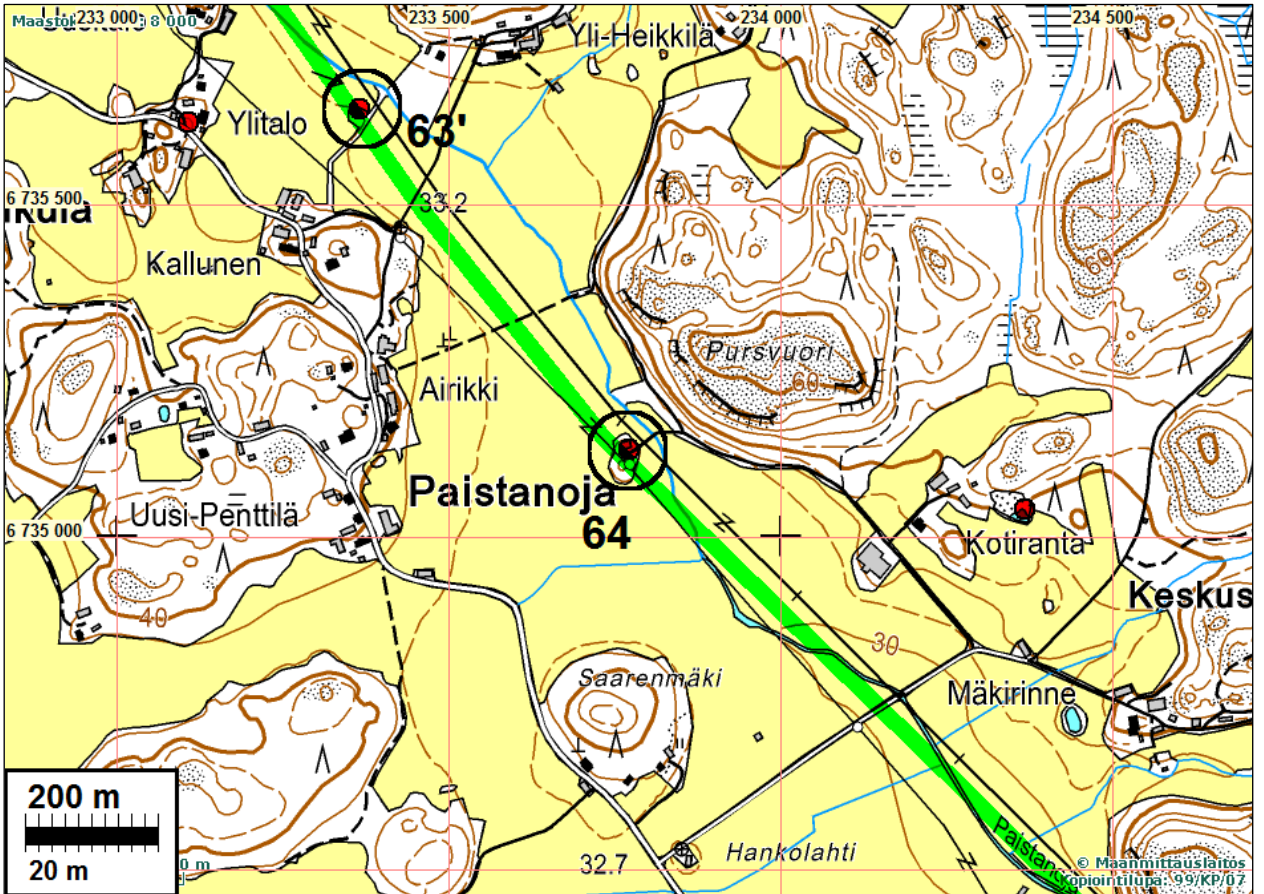 233 000
8 000
233 500
234 000
234 500
Yli-Heikkilä
Ylitalo
63'
6 735 500
33.2
Kallunen
60
Pursvuori
60
Airikki
Paistanoja
64
Uusi-Penttilä
6 735 000
Kotiranta
Keskus
40
30
Saarenmäki
Mäkirinne
200 m
20 m
0 m
32.7
Hankolahti
© Maanmittauslaitos
Kopiointilupa: 99/KP/07